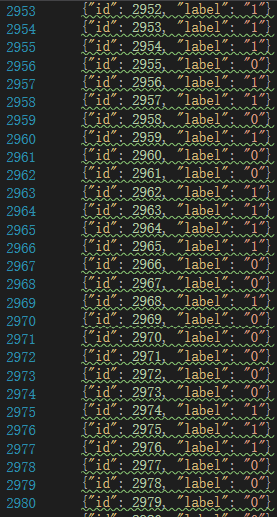 2953 {"id": 2952, "label": "1"}
2954 {"id": 2953, "label": "1"}
2955 {"id": 2954, "label": "1"}
2956 {"id": 2955, "label": "0"}
2957 {"id": 2956, "label": "1"}
2958 {"id": 2957, "label": "1"}
2959 {"id": 2958, "label": "0"}
2960 {"id": 2959, "label": "1"}
2961 {"id": 2960, "label": "0"}
2962 {"id": 2961, "label": "0"}
2963 {"id": 2962, "label": "1"}
2964 {"id": 2963, "label": "1"}
2965 {"id": 2964, "label": "1"}
2966 {"id": 2965, "label": "1"}
2967 {"id": 2966, "label": "0"}
2968 {"id": 2967, "label": "0"}
2969 {"id": 2968, "label": "1"}
2970 {"id": 2969, "label": "0"}
2971 {"id": 2970, "label": "0"}
2972 {"id": 2971, "label": "0"}
2973 {"id": 2972, "label": "0"}
2974 {"id": 2973, "label": "0"}
2975 {"id": 2974, "label": "1"}
2976 {"id": 2975, "label": "1"}
2977 {"id": 2976, "label": "1"}
2978 {"id": 2977, "label": "0"}
2979 {"id": 2978, "label": "0"}
2980 {"id": 2979, "label": "0"}